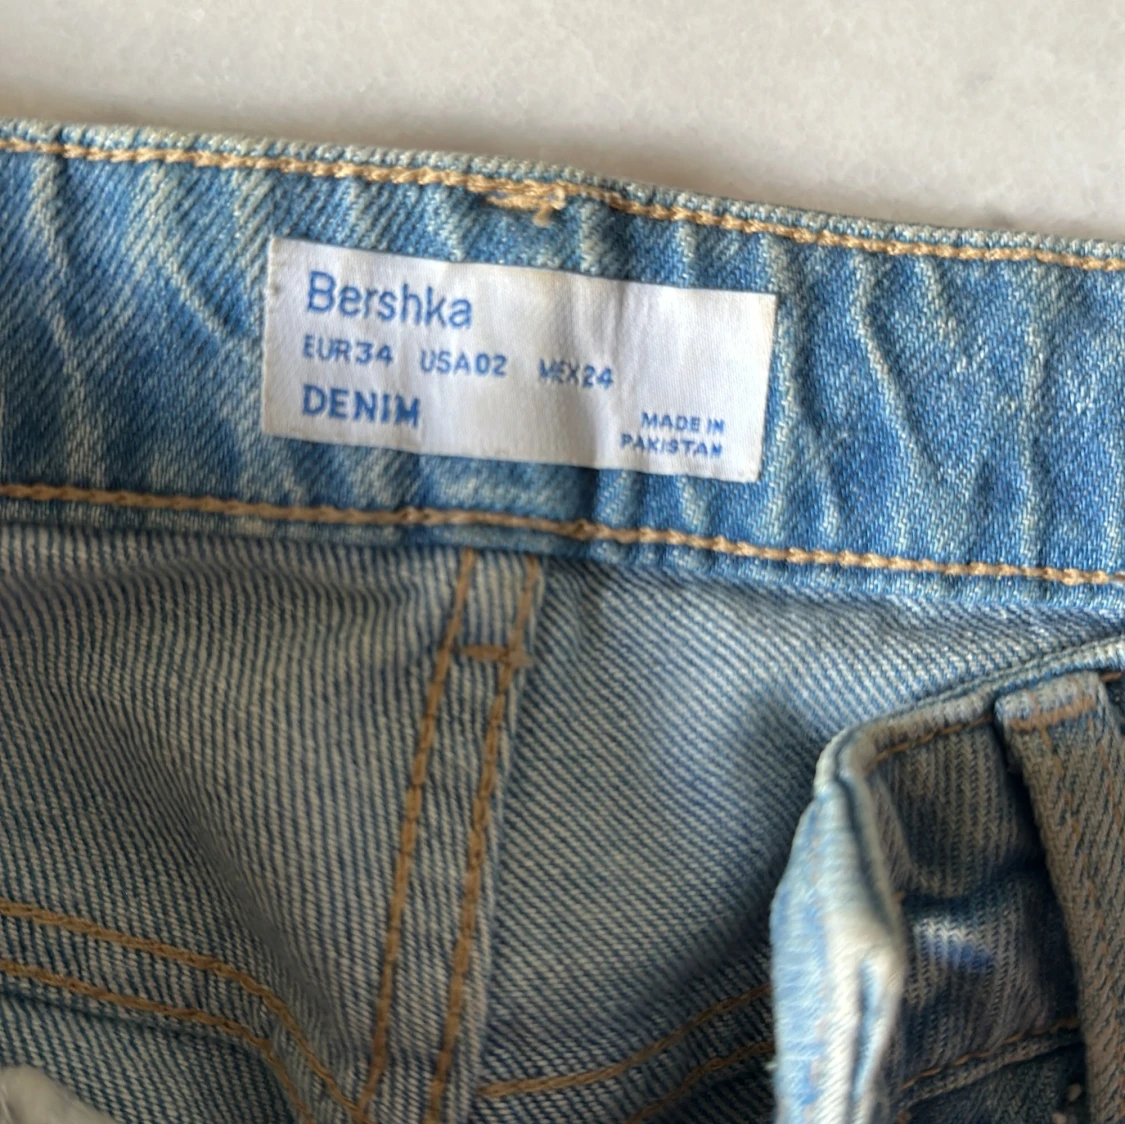 Bershka
EUR34 USA02 MEX24
DENIM
MADE IN
PAKISTAN